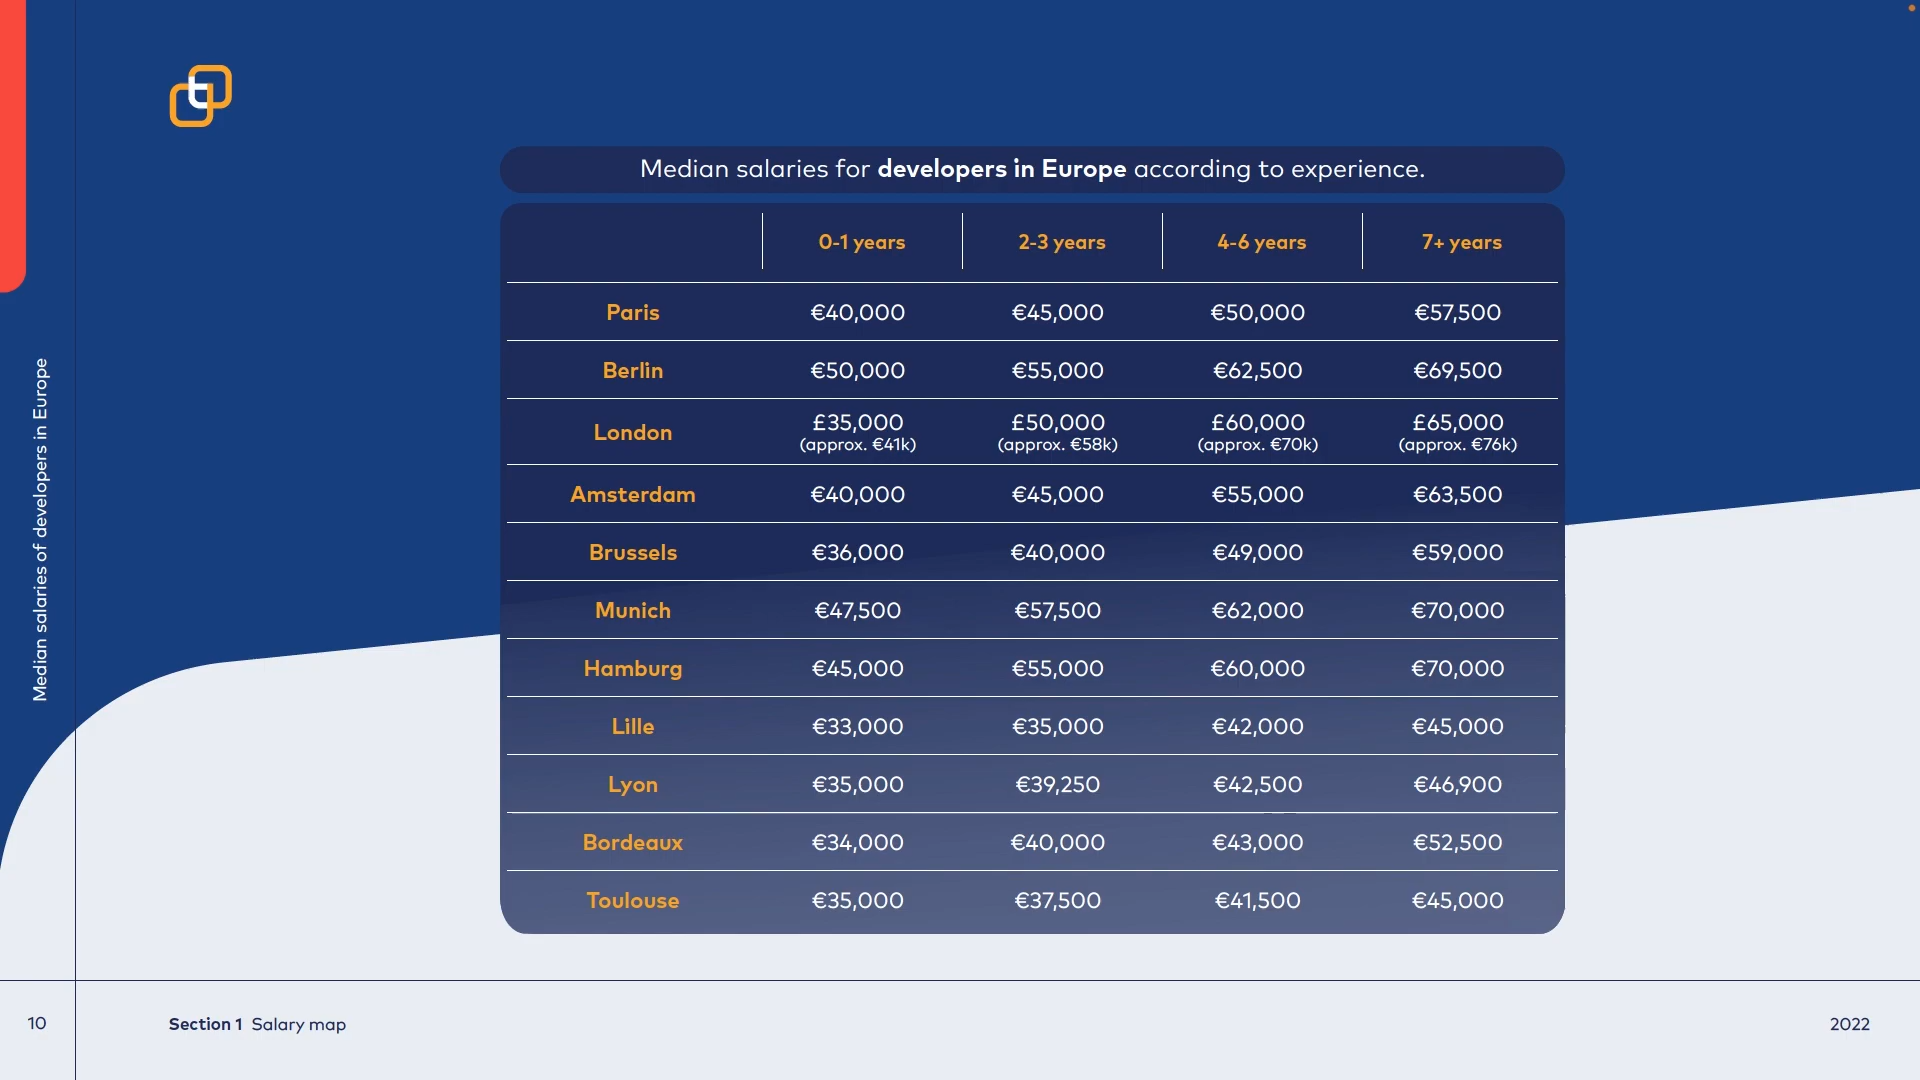 Median salaries for developers in Europe according to experience.
0-1 years 2-3 years 4-6 years 7+ years
Paris €40,000 €45,000 €50,000 €57,500
Berlin €50,000 €55,000 €62,500 €69,500
London £35,000 (approx. €41k) £50,000 (approx. €58k) £60,000 (approx. €70k) £65,000 (approx. €76k)
Amsterdam €40,000 €45,000 €55,000 €63,500
Brussels €36,000 €40,000 €49,000 €59,000
Munich €47,500 €57,500 €62,000 €70,000
Hamburg €45,000 €55,000 €60,000 €70,000
Lille €33,000 €35,000 €42,000 €45,000
Lyon €35,000 €39,250 €42,500 €46,900
Bordeaux €34,000 €40,000 €43,000 €52,500
Toulouse €35,000 €37,500 €41,500 €45,000
Median salaries of developers in Europe
10 Section 1 Salary map 2022